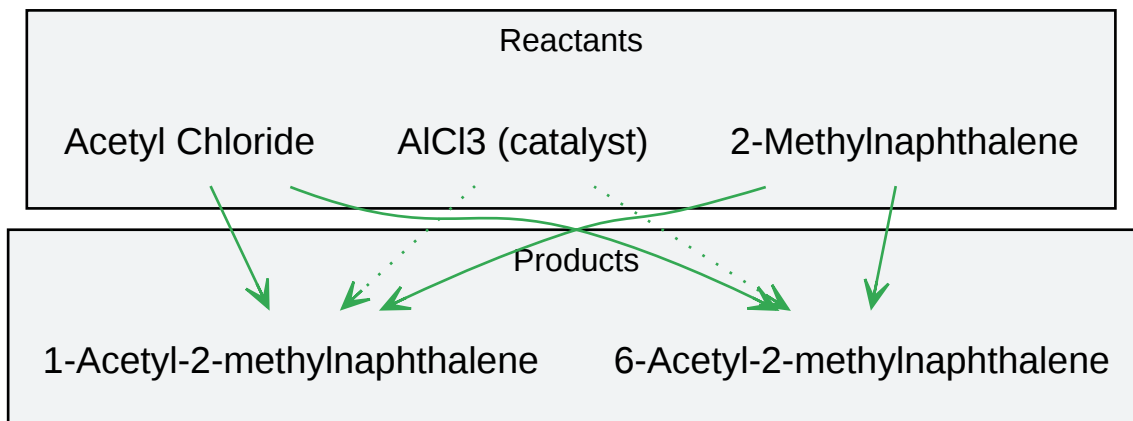 Reactants
Acetyl Chloride AlCl3 (catalyst) 2-Methylnaphthalene
Products
1-Acetyl-2-methylnaphthalene 6-Acetyl-2-methylnaphthalene